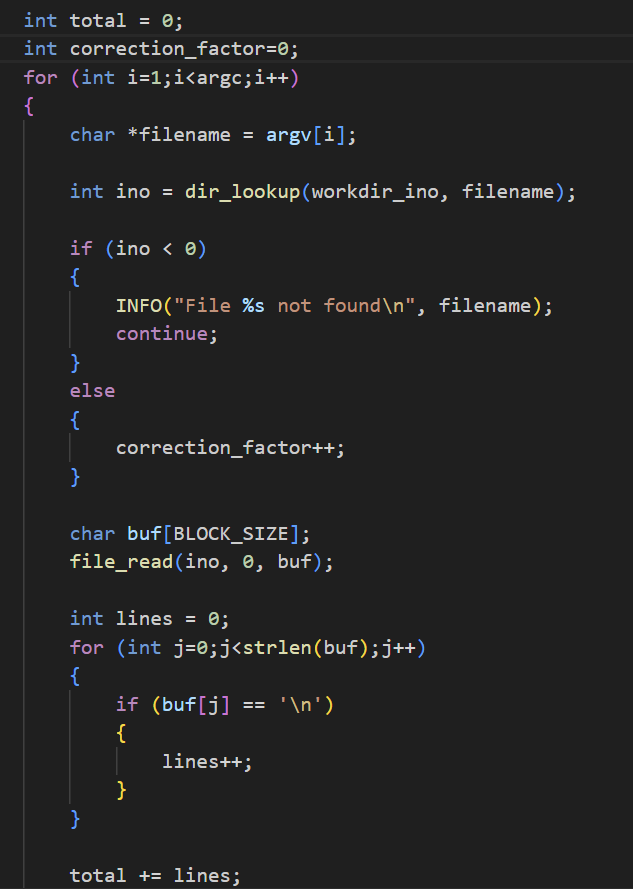 int total = 0;
int correction_factor=0;
for (int i=1;i<argc;i++)
{
    char *filename = argv[i];

    int ino = dir_lookup(workdir_ino, filename);

    if (ino < 0)
    {
        INFO("File %s not found\n", filename);
        continue;
    }
    else
    {
        correction_factor++;
    }

    char buf[BLOCK_SIZE];
    file_read(ino, 0, buf);

    int lines = 0;
    for (int j=0;j<strlen(buf);j++)
    {
        if (buf[j] == '\n')
        {
            lines++;
        }
    }

    total += lines;